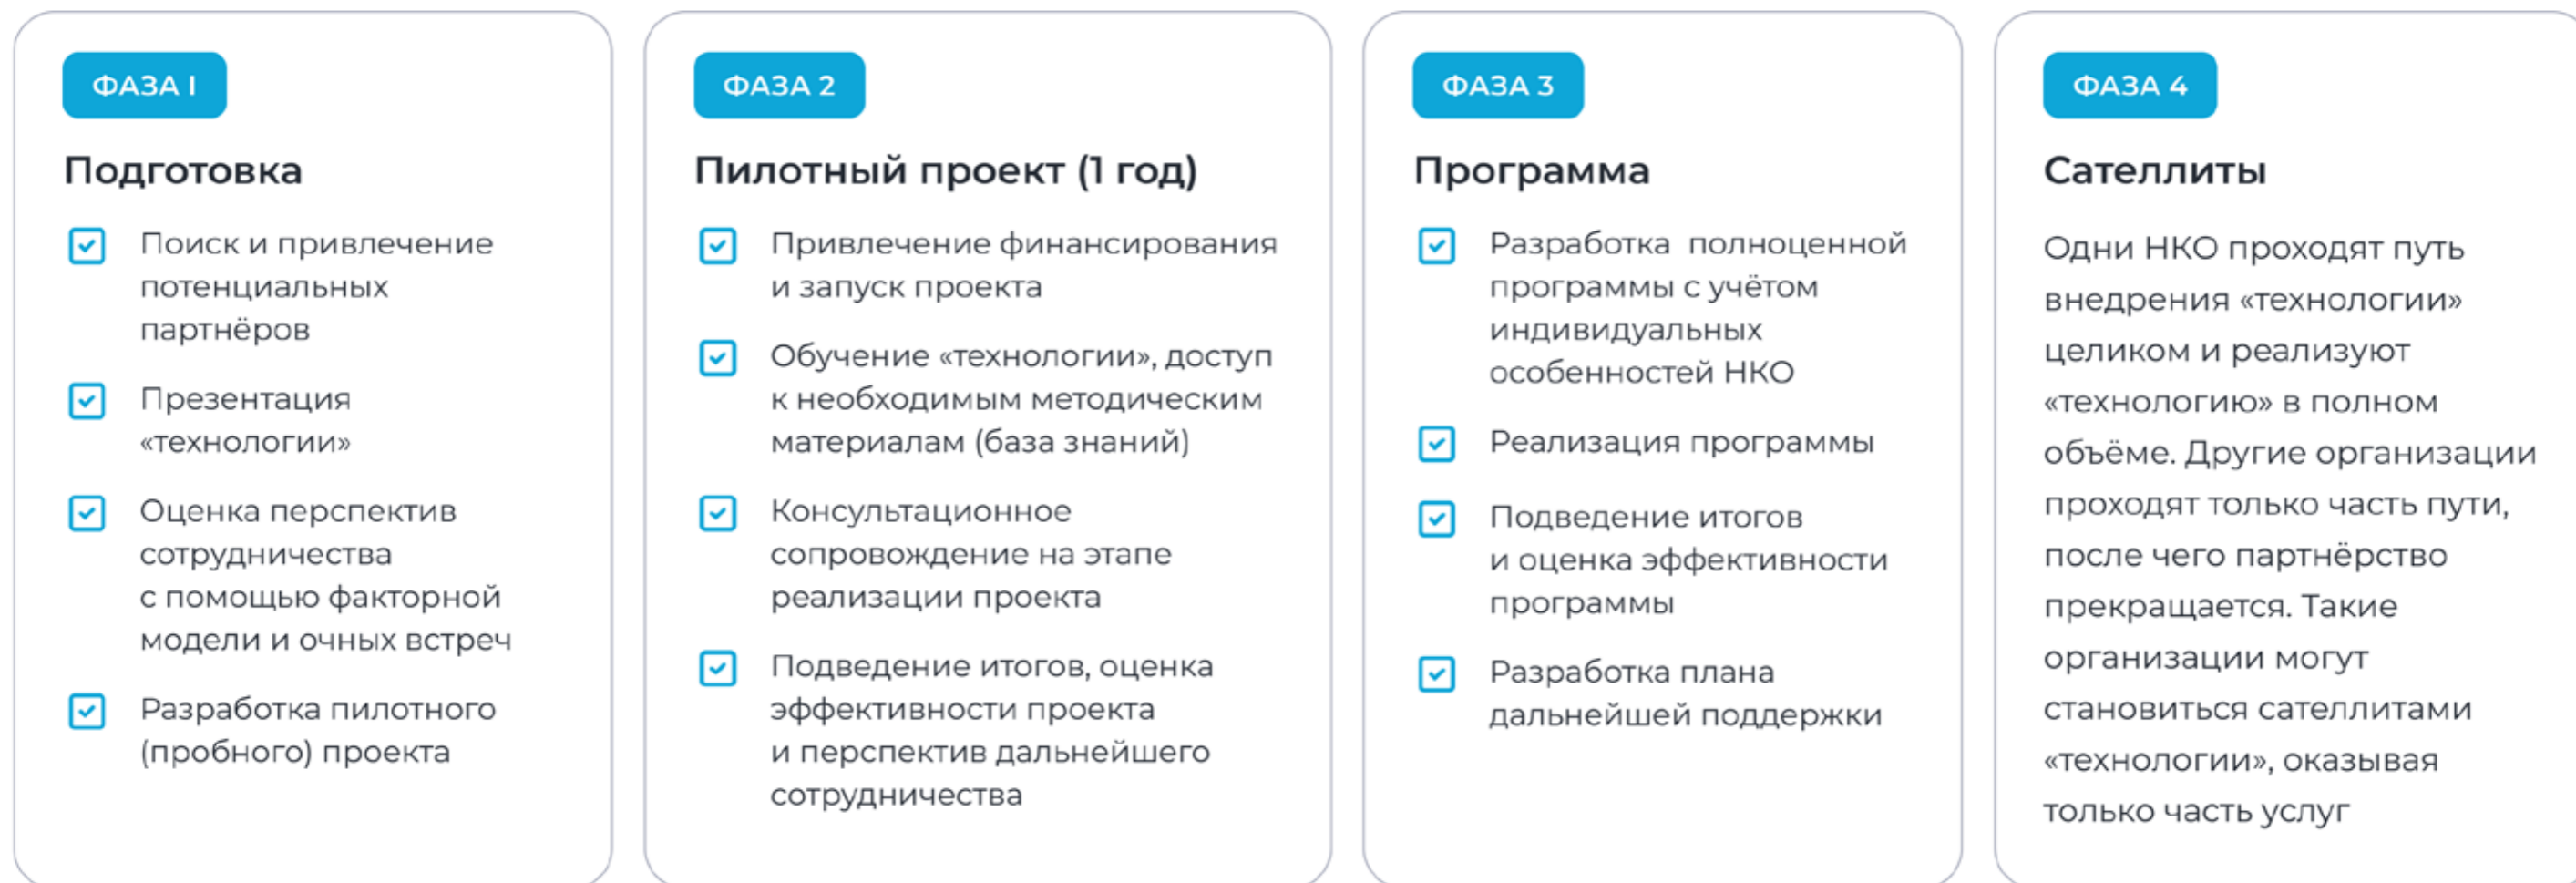 ФАЗА I
Подготовка
Поиск и привлечение
потенциальных
партнёров
Презентация
«технологии»
Оценка перспектив
сотрудничества
с помощью факторной
модели и очных встреч
Разработка пилотного
(пробного) проекта
ФАЗА 2
Пилотный проект (1 год)
Привлечение финансирования
и запуск проекта
Обучение «технологии», доступ
к необходимым методическим
материалам (база знаний)
Консультационное
сопровождение на этапе
реализации проекта
Подведение итогов, оценка
эффективности проекта
и перспектив дальнейшего
сотрудничества
ФАЗА 3
Программа
Разработка полноценной
программы с учётом
индивидуальных
особенностей НКО
Реализация программы
Подведение итогов
и оценка эффективности
программы
Разработка плана
дальнейшей поддержки
ФАЗА 4
Сателлиты
Одни НКО проходят путь
внедрения «технологии»
целиком и реализуют
«технологию» в полном
объёме. Другие организации
проходят только часть пути,
после чего партнёрство
прекращается. Такие
организации могут
становиться сателлитами
«технологии», оказывая
только часть услуг